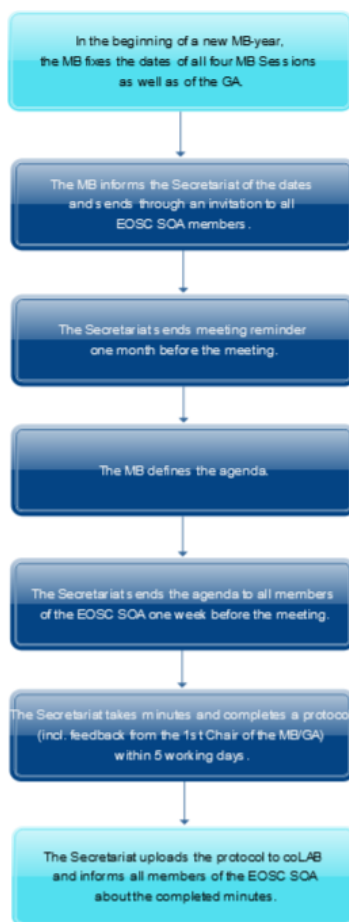 In the beginning of a new MB-year,
the MB fixes the dates of all four MB Sessions
as well as of the GA.
The MB informs the Secretariat of the dates
and sends through an invitation to all
EOSC SOA members.
The Secretariat sends meeting reminder
one month before the meeting.
The MB defines the agenda.
The Secretariat sends the agenda to all members
of the EOSC SOA one week before the meeting.
The Secretariat takes minutes and completes a protocol
(incl. feedback from the 1st Chair of the MB/GA)
within 5 working days.
The Secretariat uploads the protocol to coLAB
and informs all members of the EOSC SOA
about the completed minutes.